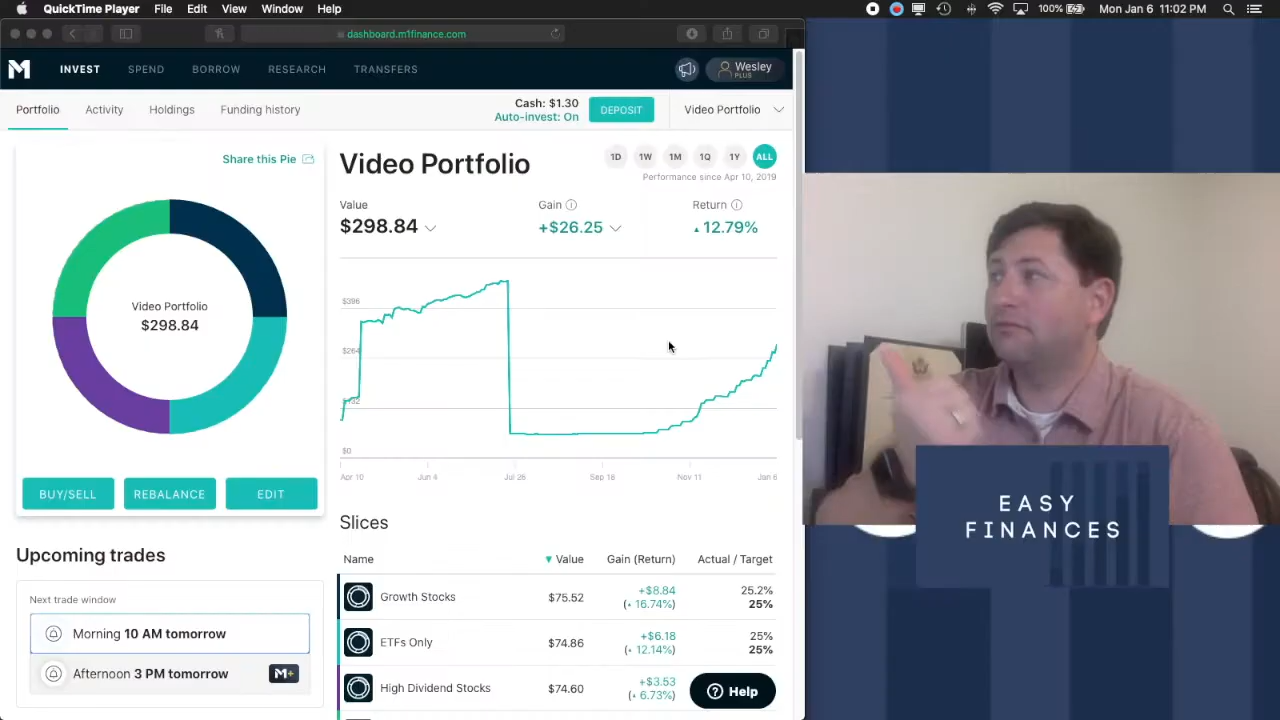 QuickTime Player File Edit View Window Help
100% Mon Jan 6 11:02 PM
dashboard.m1finance.com
M INVEST SPEND BORROW RESEARCH TRANSFERS
Wesley
PLUS
Portfolio Activity Holdings Funding history
Cash: $1.30
Auto-invest: On
DEPOSIT
Video Portfolio
Share this Pie
Video Portfolio
$298.84
BUY/SELL REBALANCE EDIT
Upcoming trades
Next trade window
Morning 10 AM tomorrow
Afternoon 3 PM tomorrow M+
Video Portfolio
1D 1W 1M 1Q 1Y ALL
Performance since Apr 10, 2019
Value Gain Return
$298.84 +$26.25 12.79%
$396
$264
$132
$0
Apr 10 Jun 4 Jul 26 Sep 18 Nov 11 Jan 6
Slices
Name Value Gain (Return) Actual / Target
Growth Stocks $75.52 +$8.84 (16.74%) 25.2% 25%
ETFs Only $74.86 +$6.18 (12.14%) 25% 25%
High Dividend Stocks $74.60 +$3.53 (6.73%)
Help
EASY
FINANCES